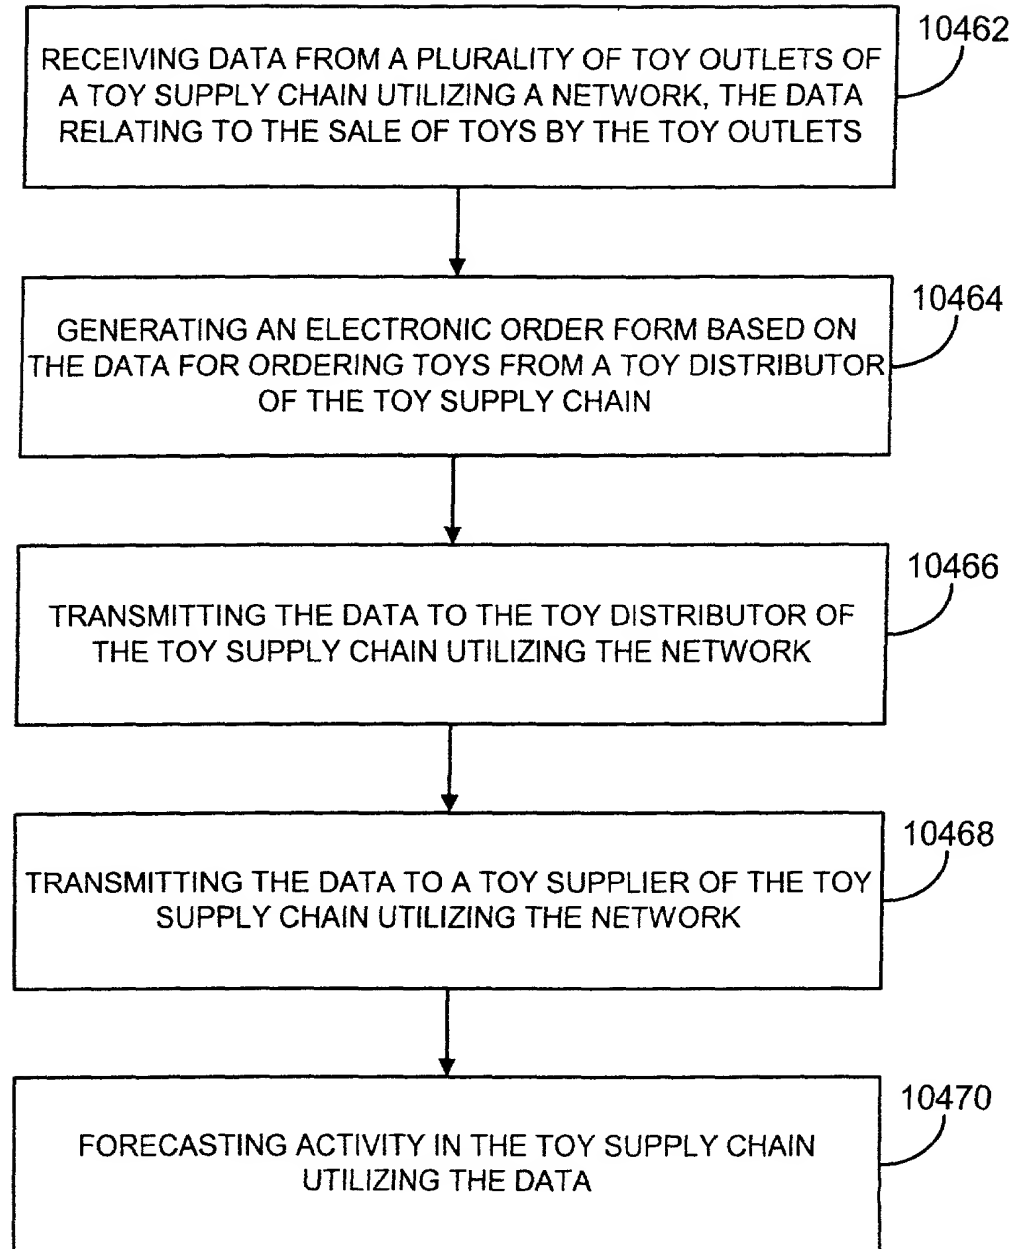 10462
RECEIVING DATA FROM A PLURALITY OF TOY OUTLETS OF
A TOY SUPPLY CHAIN UTILIZING A NETWORK, THE DATA
RELATING TO THE SALE OF TOYS BY THE TOY OUTLETS
10464
GENERATING AN ELECTRONIC ORDER FORM BASED ON
THE DATA FOR ORDERING TOYS FROM A TOY DISTRIBUTOR
OF THE TOY SUPPLY CHAIN
10466
TRANSMITTING THE DATA TO THE TOY DISTRIBUTOR OF
THE TOY SUPPLY CHAIN UTILIZING THE NETWORK
10468
TRANSMITTING THE DATA TO A TOY SUPPLIER OF THE TOY
SUPPLY CHAIN UTILIZING THE NETWORK
10470
FORECASTING ACTIVITY IN THE TOY SUPPLY CHAIN
UTILIZING THE DATA